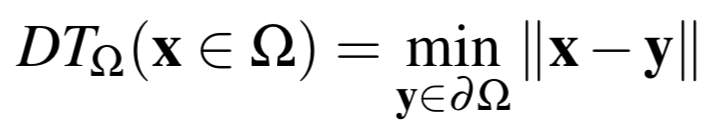 DT_Ω(𝐱 ∈ Ω) = min_{𝐲∈∂Ω} ‖𝐱 − 𝐲‖